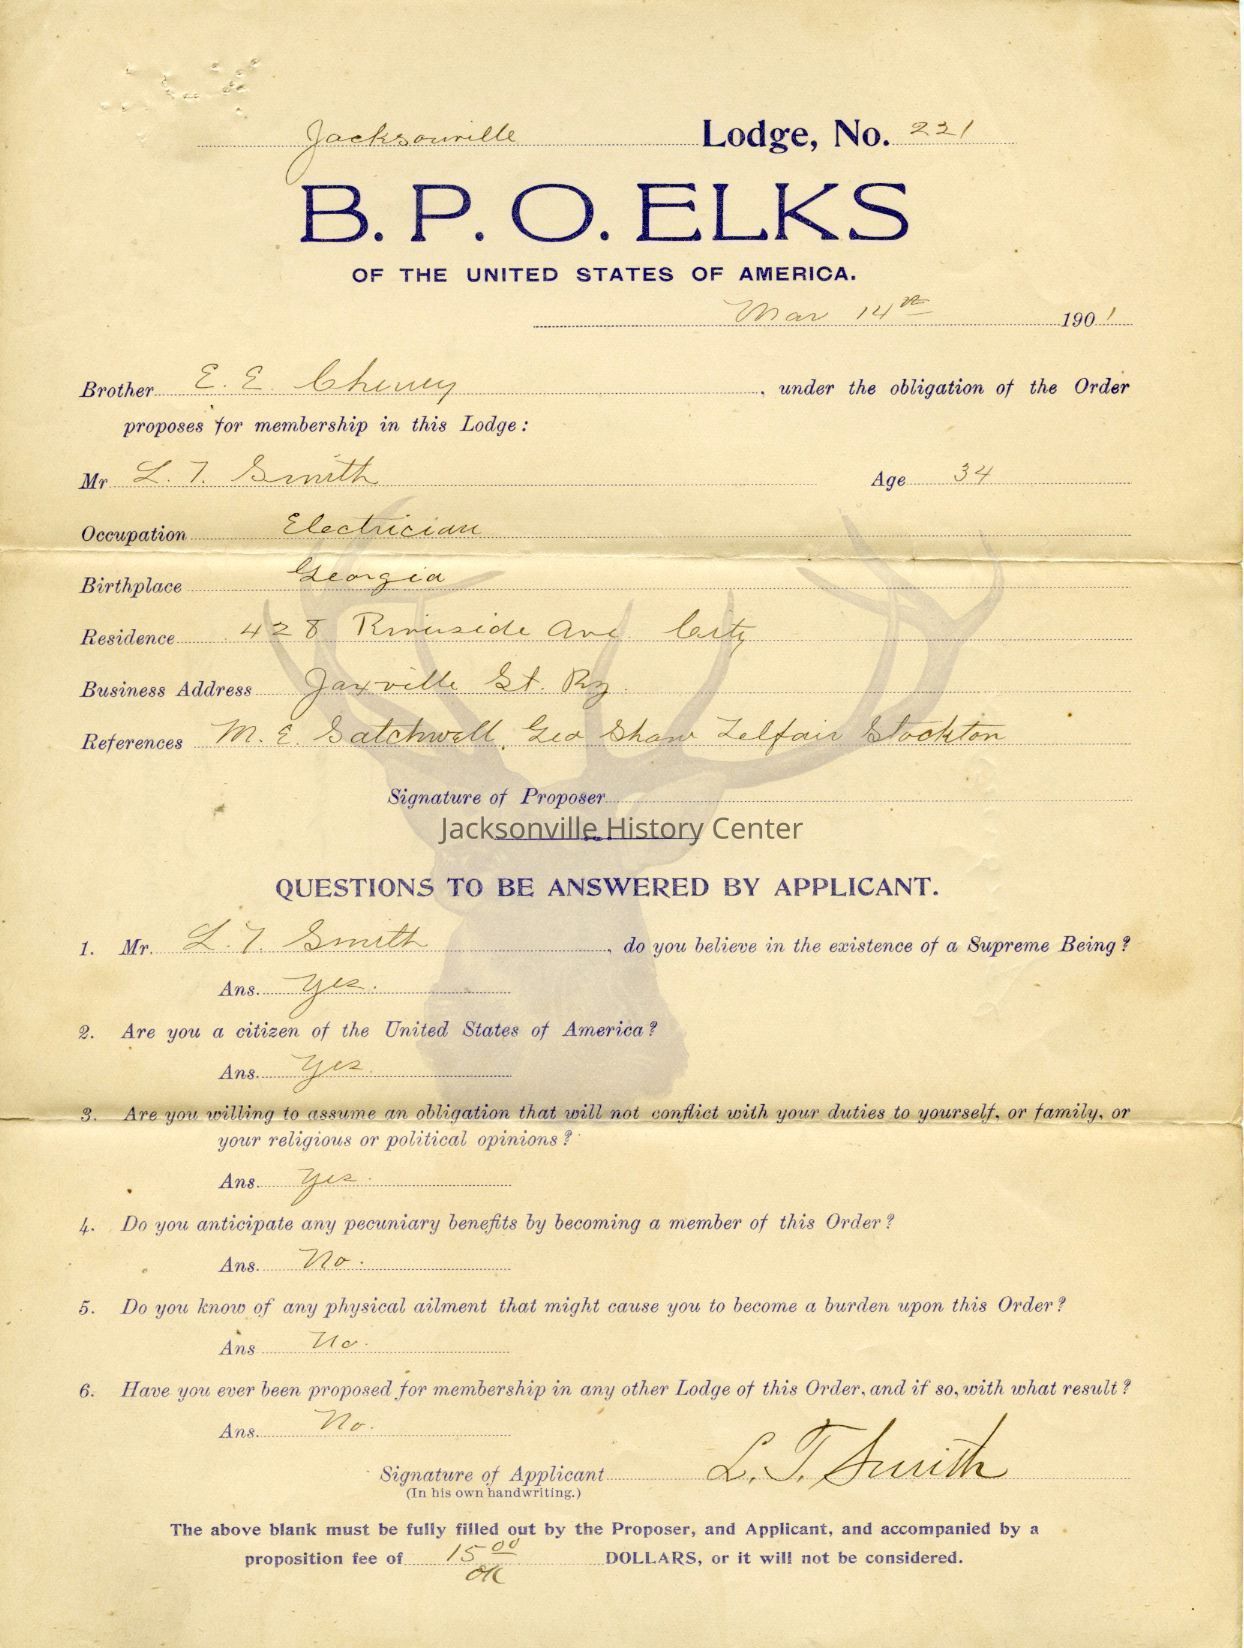 Jacksonville Lodge, No. 221
B. P. O. ELKS
OF THE UNITED STATES OF AMERICA.
Mar 14th 1901
Brother E. E. Cheney, under the obligation of the Order
proposes for membership in this Lodge:
Mr L. T. Smith Age 34
Occupation Electrician
Birthplace Georgia
Residence 428 Riverside Ave City
Business Address Jaxville St. Ry.
References M. E. Satchwell, Geo Shaw Telfair Stockton
Signature of Proposer
Jacksonville History Center
QUESTIONS TO BE ANSWERED BY APPLICANT.
1. Mr. L. T. Smith, do you believe in the existence of a Supreme Being?
Ans. Yes.
2. Are you a citizen of the United States of America?
Ans. Yes
3. Are you willing to assume an obligation that will not conflict with your duties to yourself, or family, or
your religious or political opinions?
Ans. Yes.
4. Do you anticipate any pecuniary benefits by becoming a member of this Order?
Ans. No.
5. Do you know of any physical ailment that might cause you to become a burden upon this Order?
Ans No.
6. Have you ever been proposed for membership in any other Lodge of this Order, and if so, with what result?
Ans. No.
Signature of Applicant L. T. Smith
(In his own handwriting.)
The above blank must be fully filled out by the Proposer, and Applicant, and accompanied by a
proposition fee of 15 00 DOLLARS, or it will not be considered.
OK